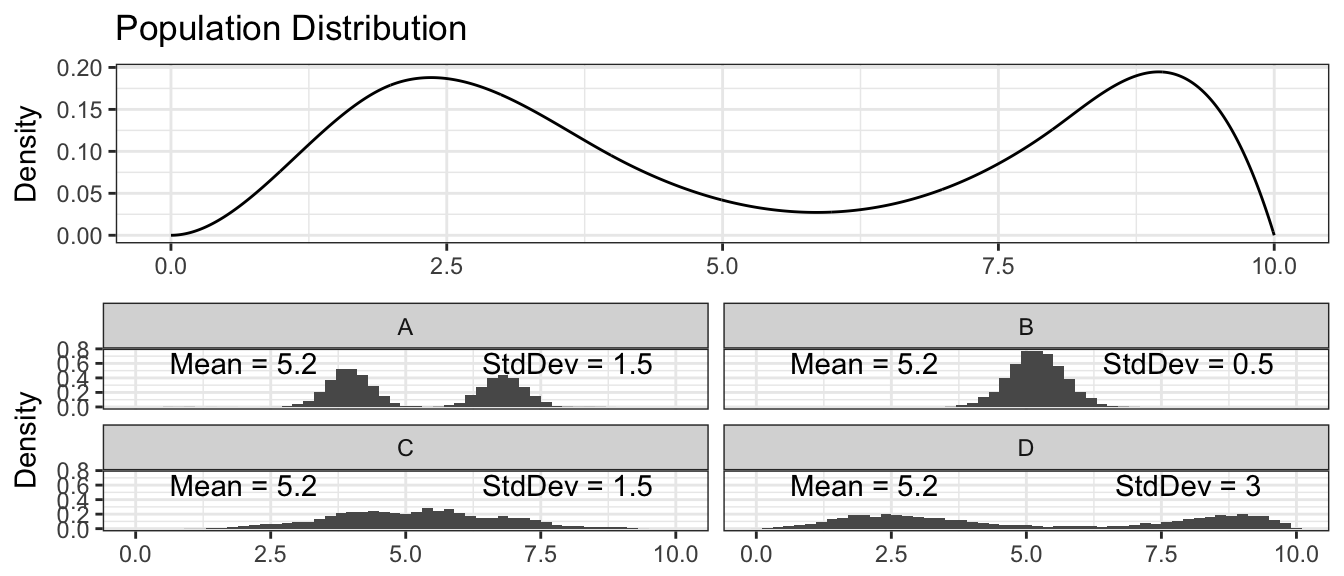 Population Distribution
Density
0.20
0.15
0.10
0.05
0.00
0.0 2.5 5.0 7.5 10.0
Density
A
0.8
0.6
0.4
0.2
0.0
Mean = 5.2 StdDev = 1.5
B
Mean = 5.2 StdDev = 0.5
C
0.8
0.6
0.4
0.2
0.0
Mean = 5.2 StdDev = 1.5
D
Mean = 5.2 StdDev = 3
0.0 2.5 5.0 7.5 10.0
0.0 2.5 5.0 7.5 10.0